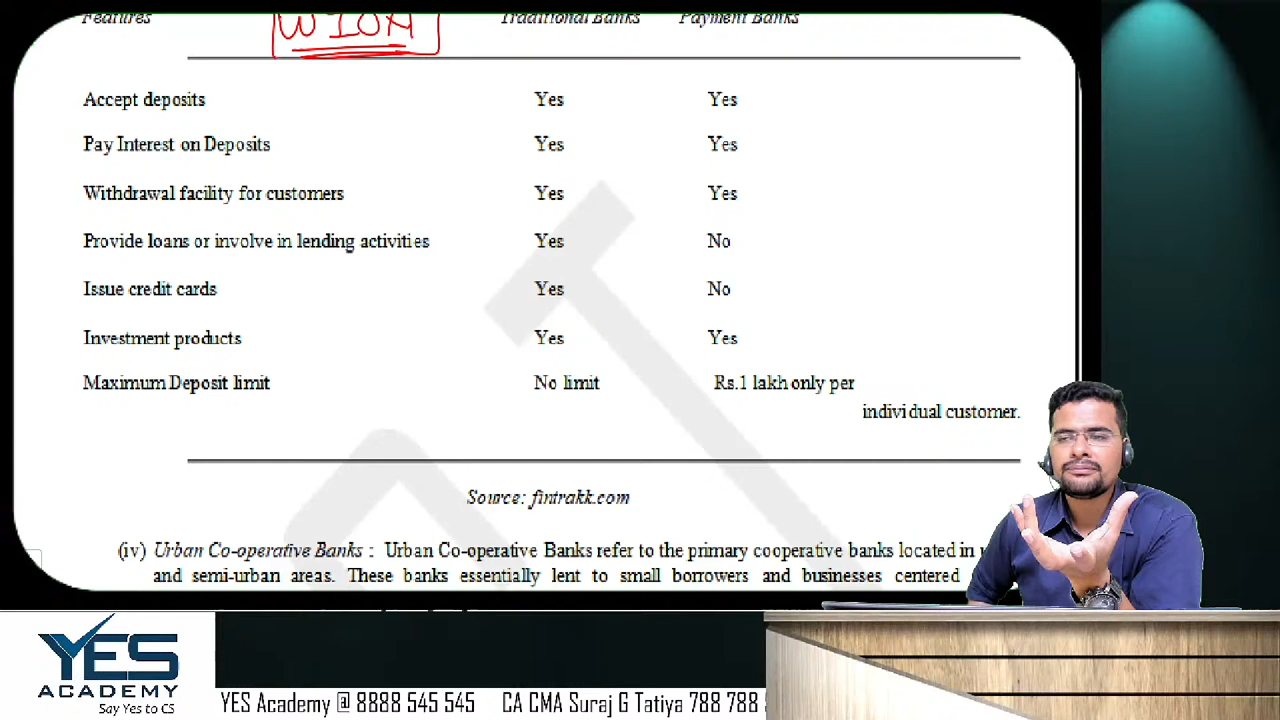 Features Traditional Banks Payment Banks
Accept deposits Yes Yes
Pay Interest on Deposits Yes Yes
Withdrawal facility for customers Yes Yes
Provide loans or involve in lending activities Yes No
Issue credit cards Yes No
Investment products Yes Yes
Maximum Deposit limit No limit Rs.1 lakh only per
individual customer.
Source: fintrakk.com
(iv) Urban Co-operative Banks : Urban Co-operative Banks refer to the primary cooperative banks located in
and semi-urban areas. These banks essentially lent to small borrowers and businesses centered
YES
ACADEMY
Say Yes to CS
YES Academy @ 8888 545 545 CA CMA Suraj G Tatiya 788 788